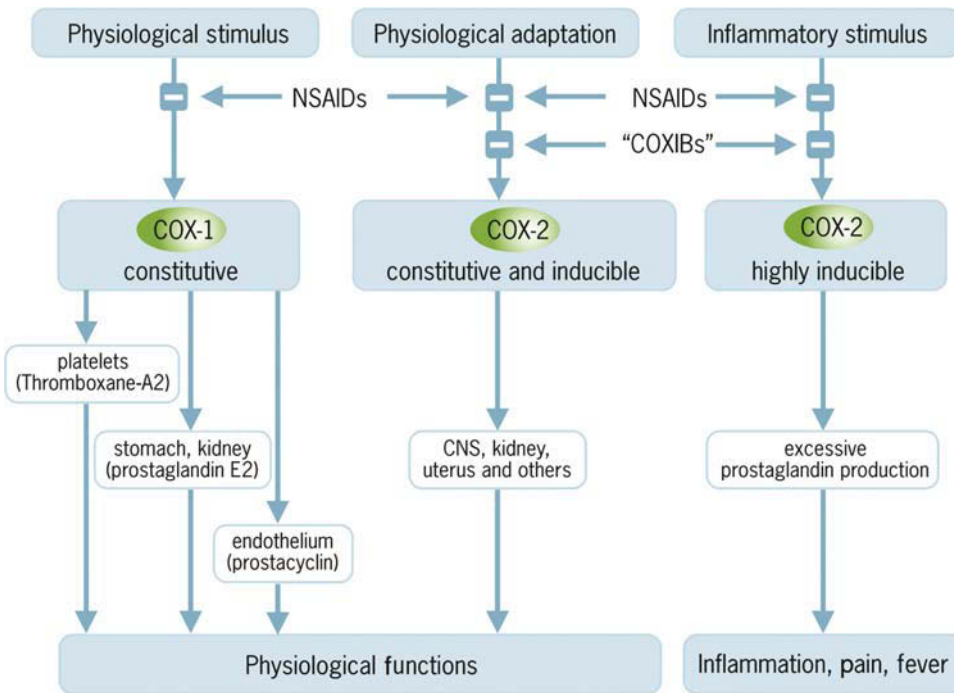 Physiological stimulus
Physiological adaptation
Inflammatory stimulus
NSAIDs
NSAIDs
“COXIBs”
COX-1
constitutive
COX-2
constitutive and inducible
COX-2
highly inducible
platelets
(Thromboxane-A2)
stomach, kidney
(prostaglandin E2)
endothelium
(prostacyclin)
CNS, kidney,
uterus and others
excessive
prostaglandin production
Physiological functions
Inflammation, pain, fever